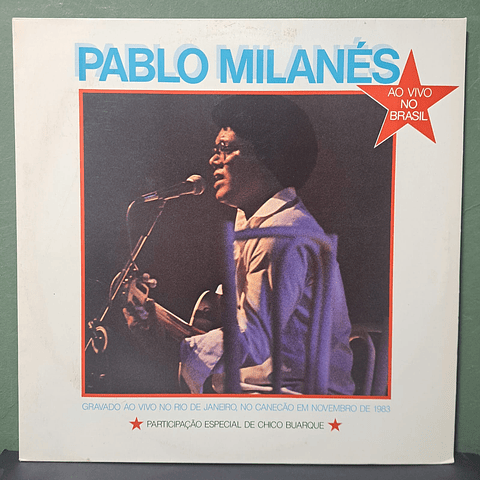 PABLO MILANÉS
AO VIVO
NO
BRASIL
GRAVADO AO VIVO NO RIO DE JANEIRO, NO CANECÃO EM NOVEMBRO DE 1983
PARTICIPAÇÃO ESPECIAL DE CHICO BUARQUE